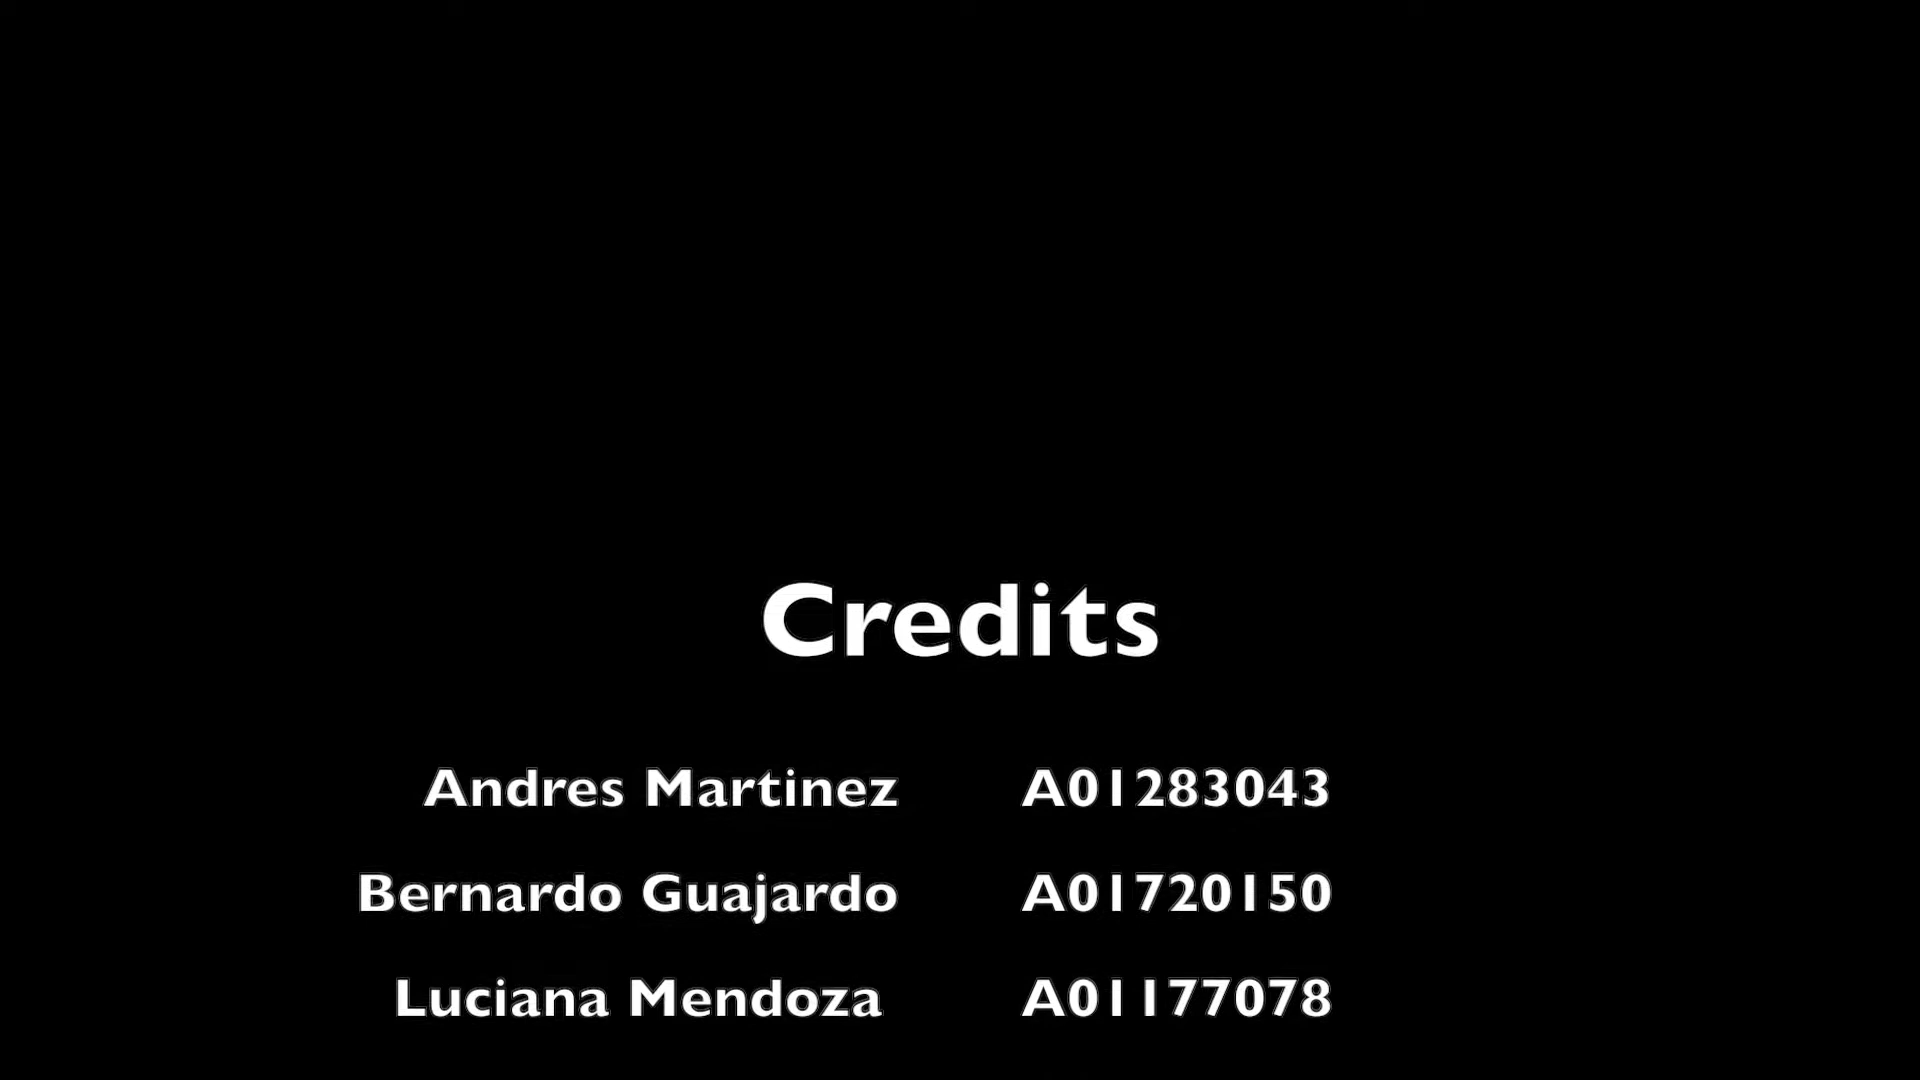 Credits
Andres Martinez A01283043
Bernardo Guajardo A01720150
Luciana Mendoza A01177078